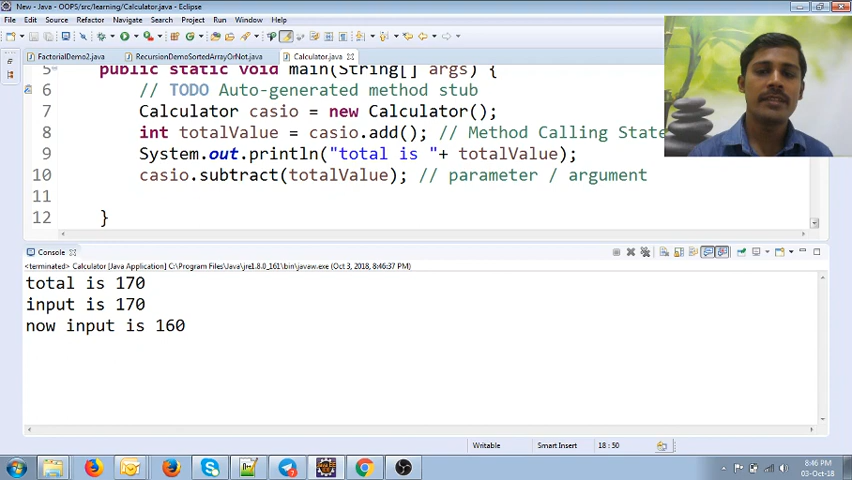 New - Java - OOPS/src/learning/Calculator.java - Eclipse
File Edit Source Refactor Navigate Search Project Run Window Help
FactorialDemo2.java RecursionDemoSortedArrayOrNot.java Calculator.java
5 public static void main(String[] args) {
6 // TODO Auto-generated method stub
7 Calculator casio = new Calculator();
8 int totalValue = casio.add(); // Method Calling State
9 System.out.println("total is "+ totalValue);
10 casio.subtract(totalValue); // parameter / argument
11
12 }
Console
<terminated> Calculator [Java Application] C:\Program Files\Java\jre1.8.0_161\bin\javaw.exe (Oct 3, 2018, 8:46:37 PM)
total is 170
input is 170
now input is 160
Writable Smart Insert 18 : 50
8:46 PM
03-Oct-18